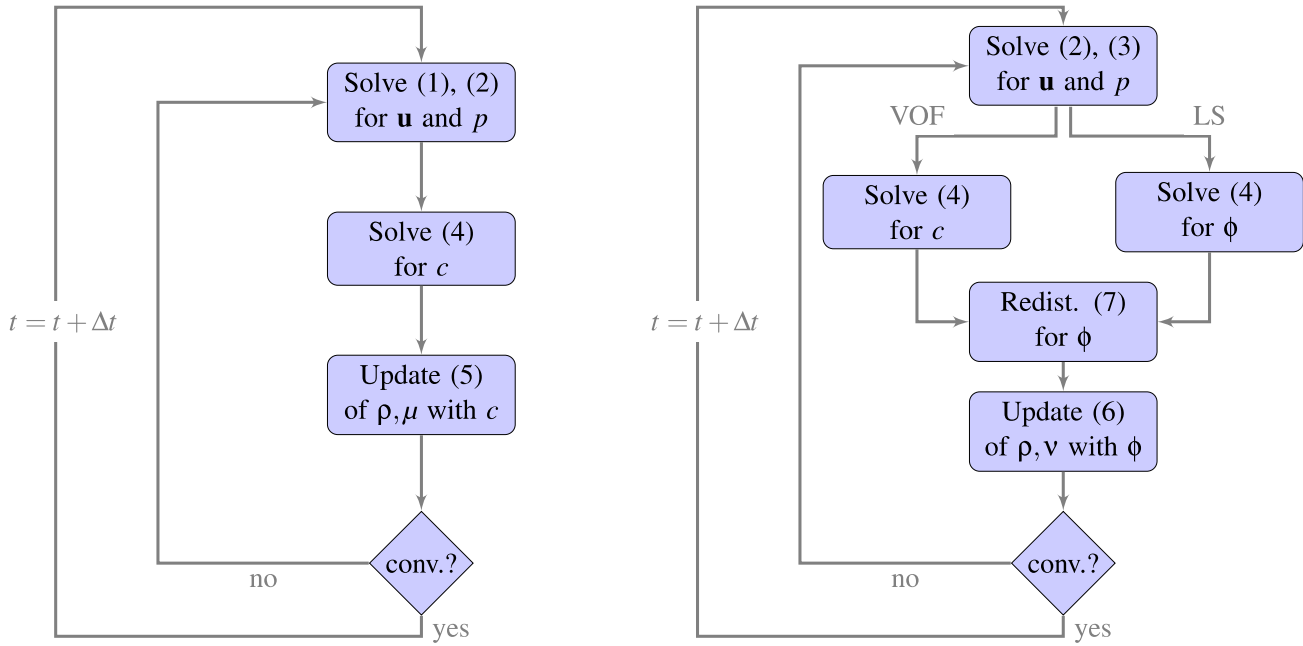 Solve (1), (2)
for u and p
Solve (4)
for c
t = t + Δt
Update (5)
of ρ, μ with c
conv.?
no
yes
Solve (2), (3)
for u and p
VOF
LS
Solve (4)
for c
Solve (4)
for ϕ
Redist. (7)
for ϕ
t = t + Δt
Update (6)
of ρ, ν with ϕ
conv.?
no
yes